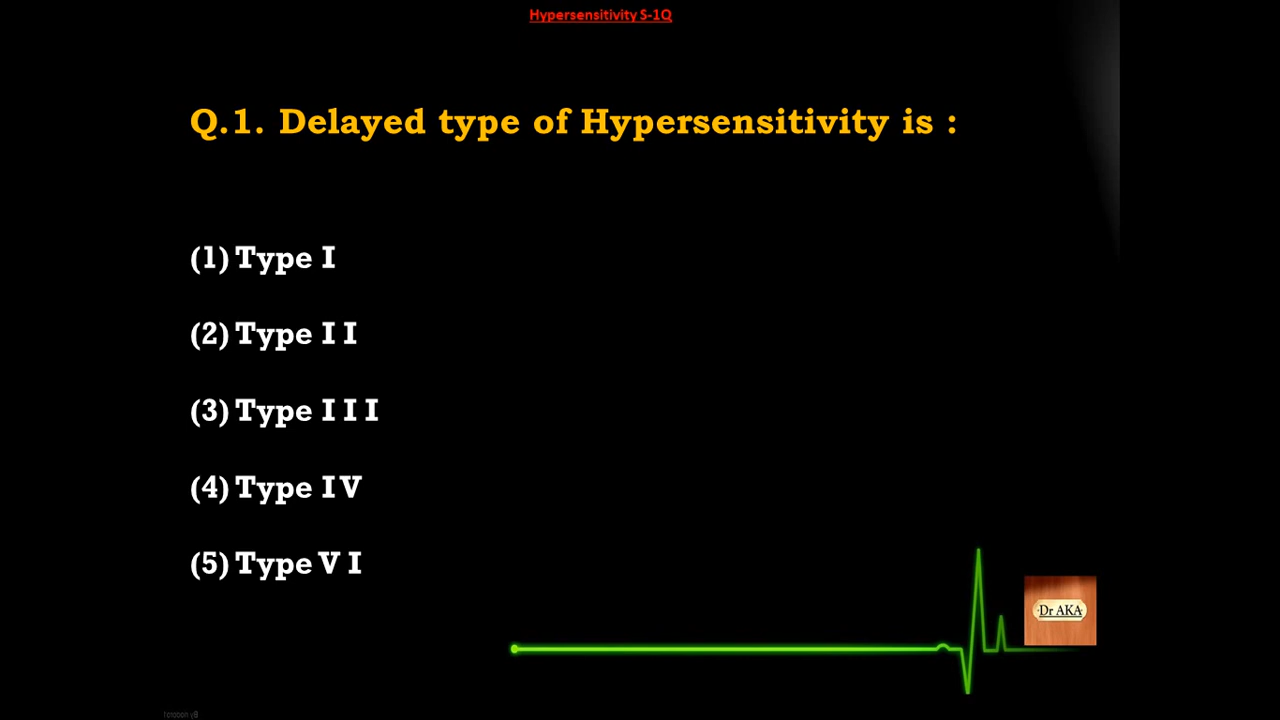 Hypersensitivity S-1Q
Q.1. Delayed type of Hypersensitivity is :
(1) Type I
(2) Type I I
(3) Type I I I
(4) Type I V
(5) Type V I
Dr AKA